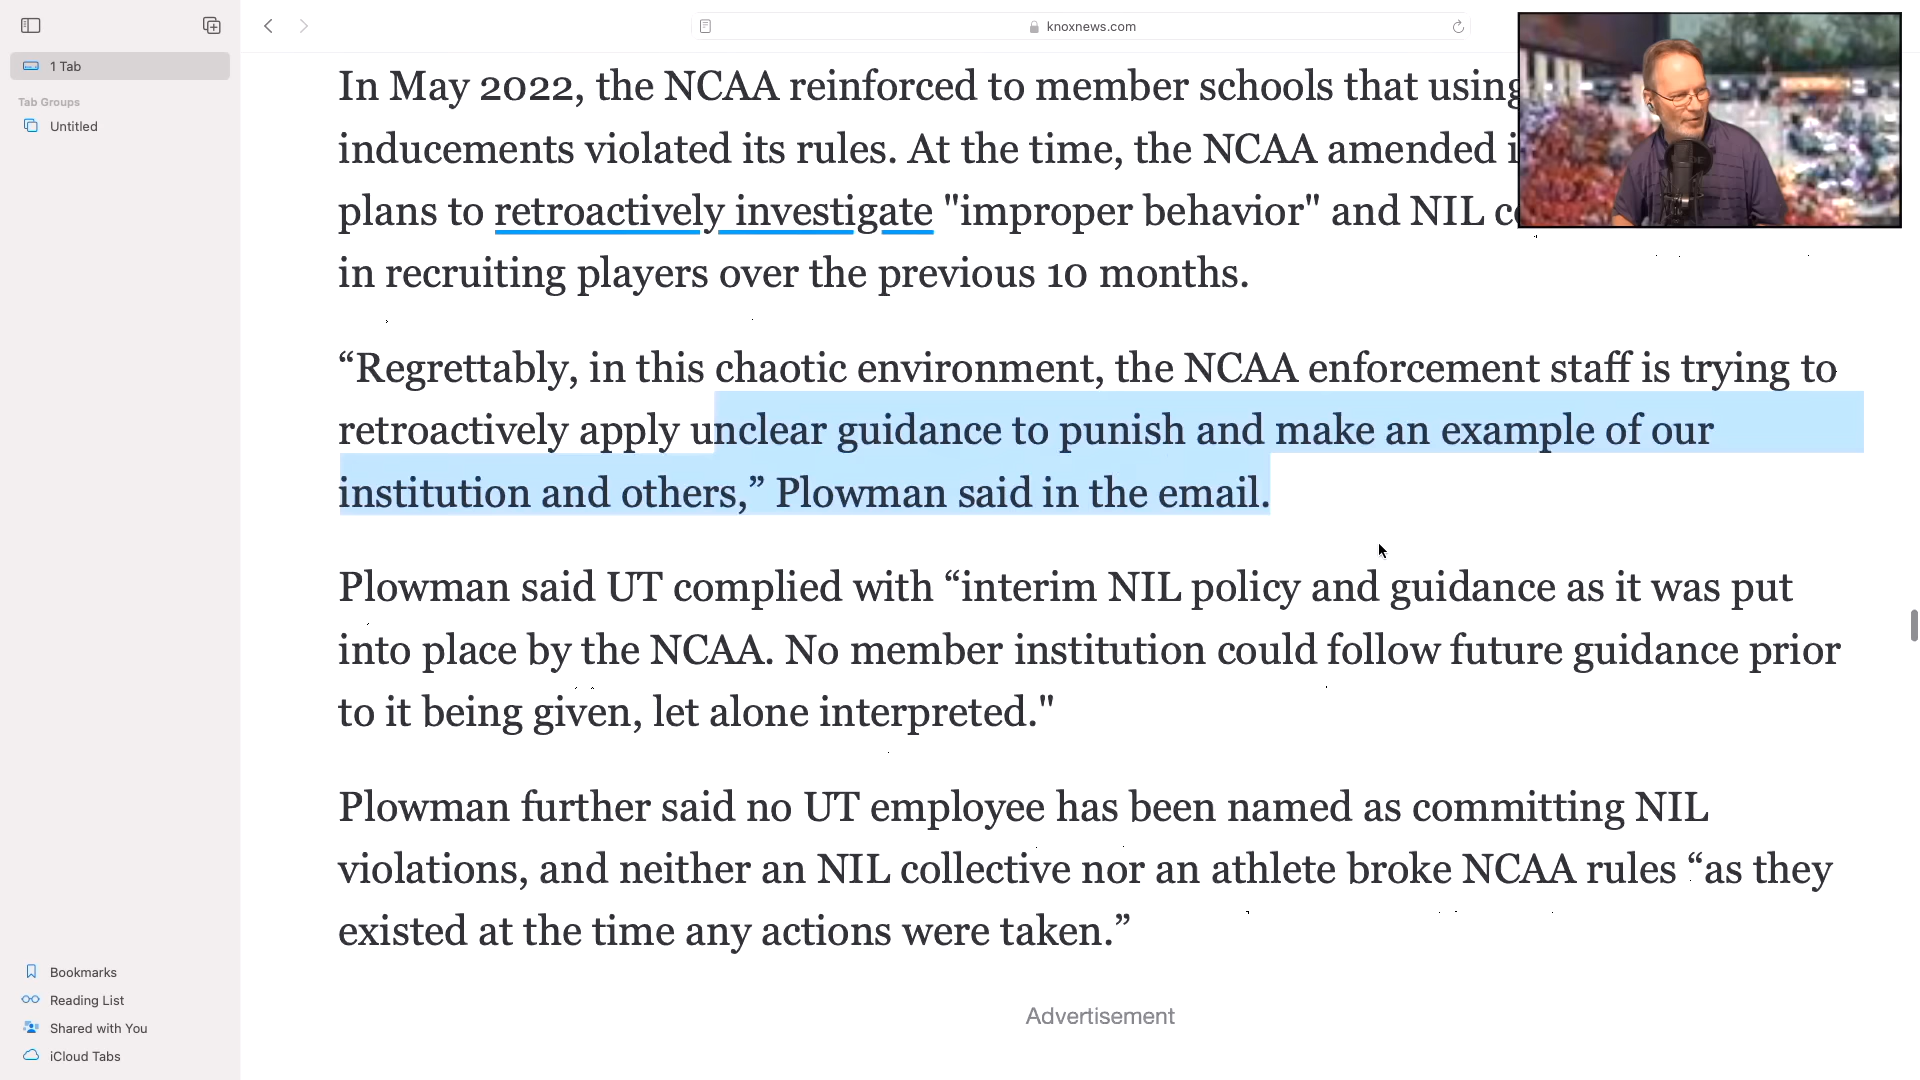 1 Tab
Tab Groups
Untitled
knoxnews.com
In May 2022, the NCAA reinforced to member schools that using
inducements violated its rules. At the time, the NCAA amended
plans to retroactively investigate "improper behavior" and NIL
in recruiting players over the previous 10 months.
“Regrettably, in this chaotic environment, the NCAA enforcement staff is trying to
retroactively apply unclear guidance to punish and make an example of our
institution and others,” Plowman said in the email.
Plowman said UT complied with “interim NIL policy and guidance as it was put
into place by the NCAA. No member institution could follow future guidance prior
to it being given, let alone interpreted."
Plowman further said no UT employee has been named as committing NIL
violations, and neither an NIL collective nor an athlete broke NCAA rules “as they
existed at the time any actions were taken.”
Advertisement
Bookmarks
Reading List
Shared with You
iCloud Tabs